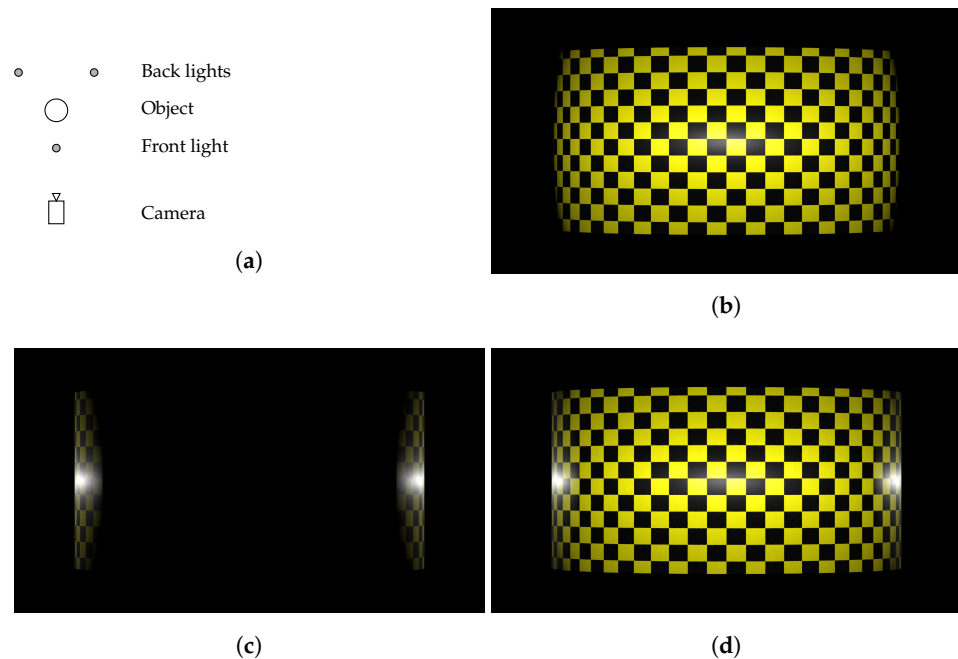 Back lights
Object
Front light
Camera
(a)
(b)
(c)
(d)